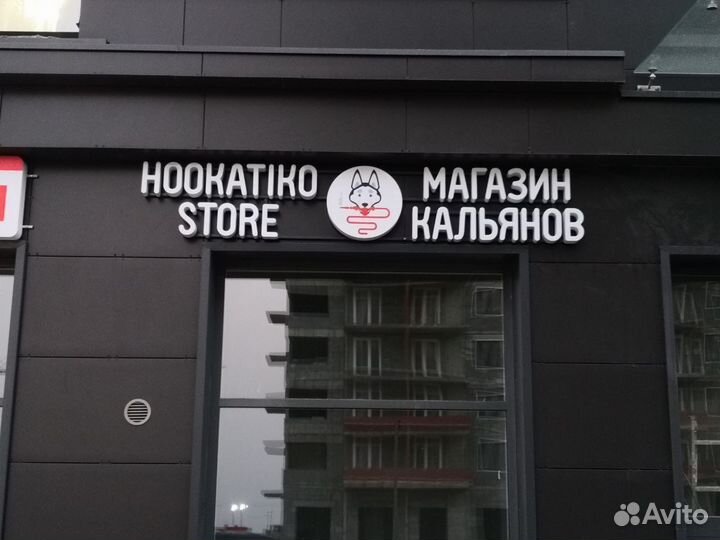 HOOKATIKO
STORE
МАГАЗИН
КАЛЬЯНОВ
Avito